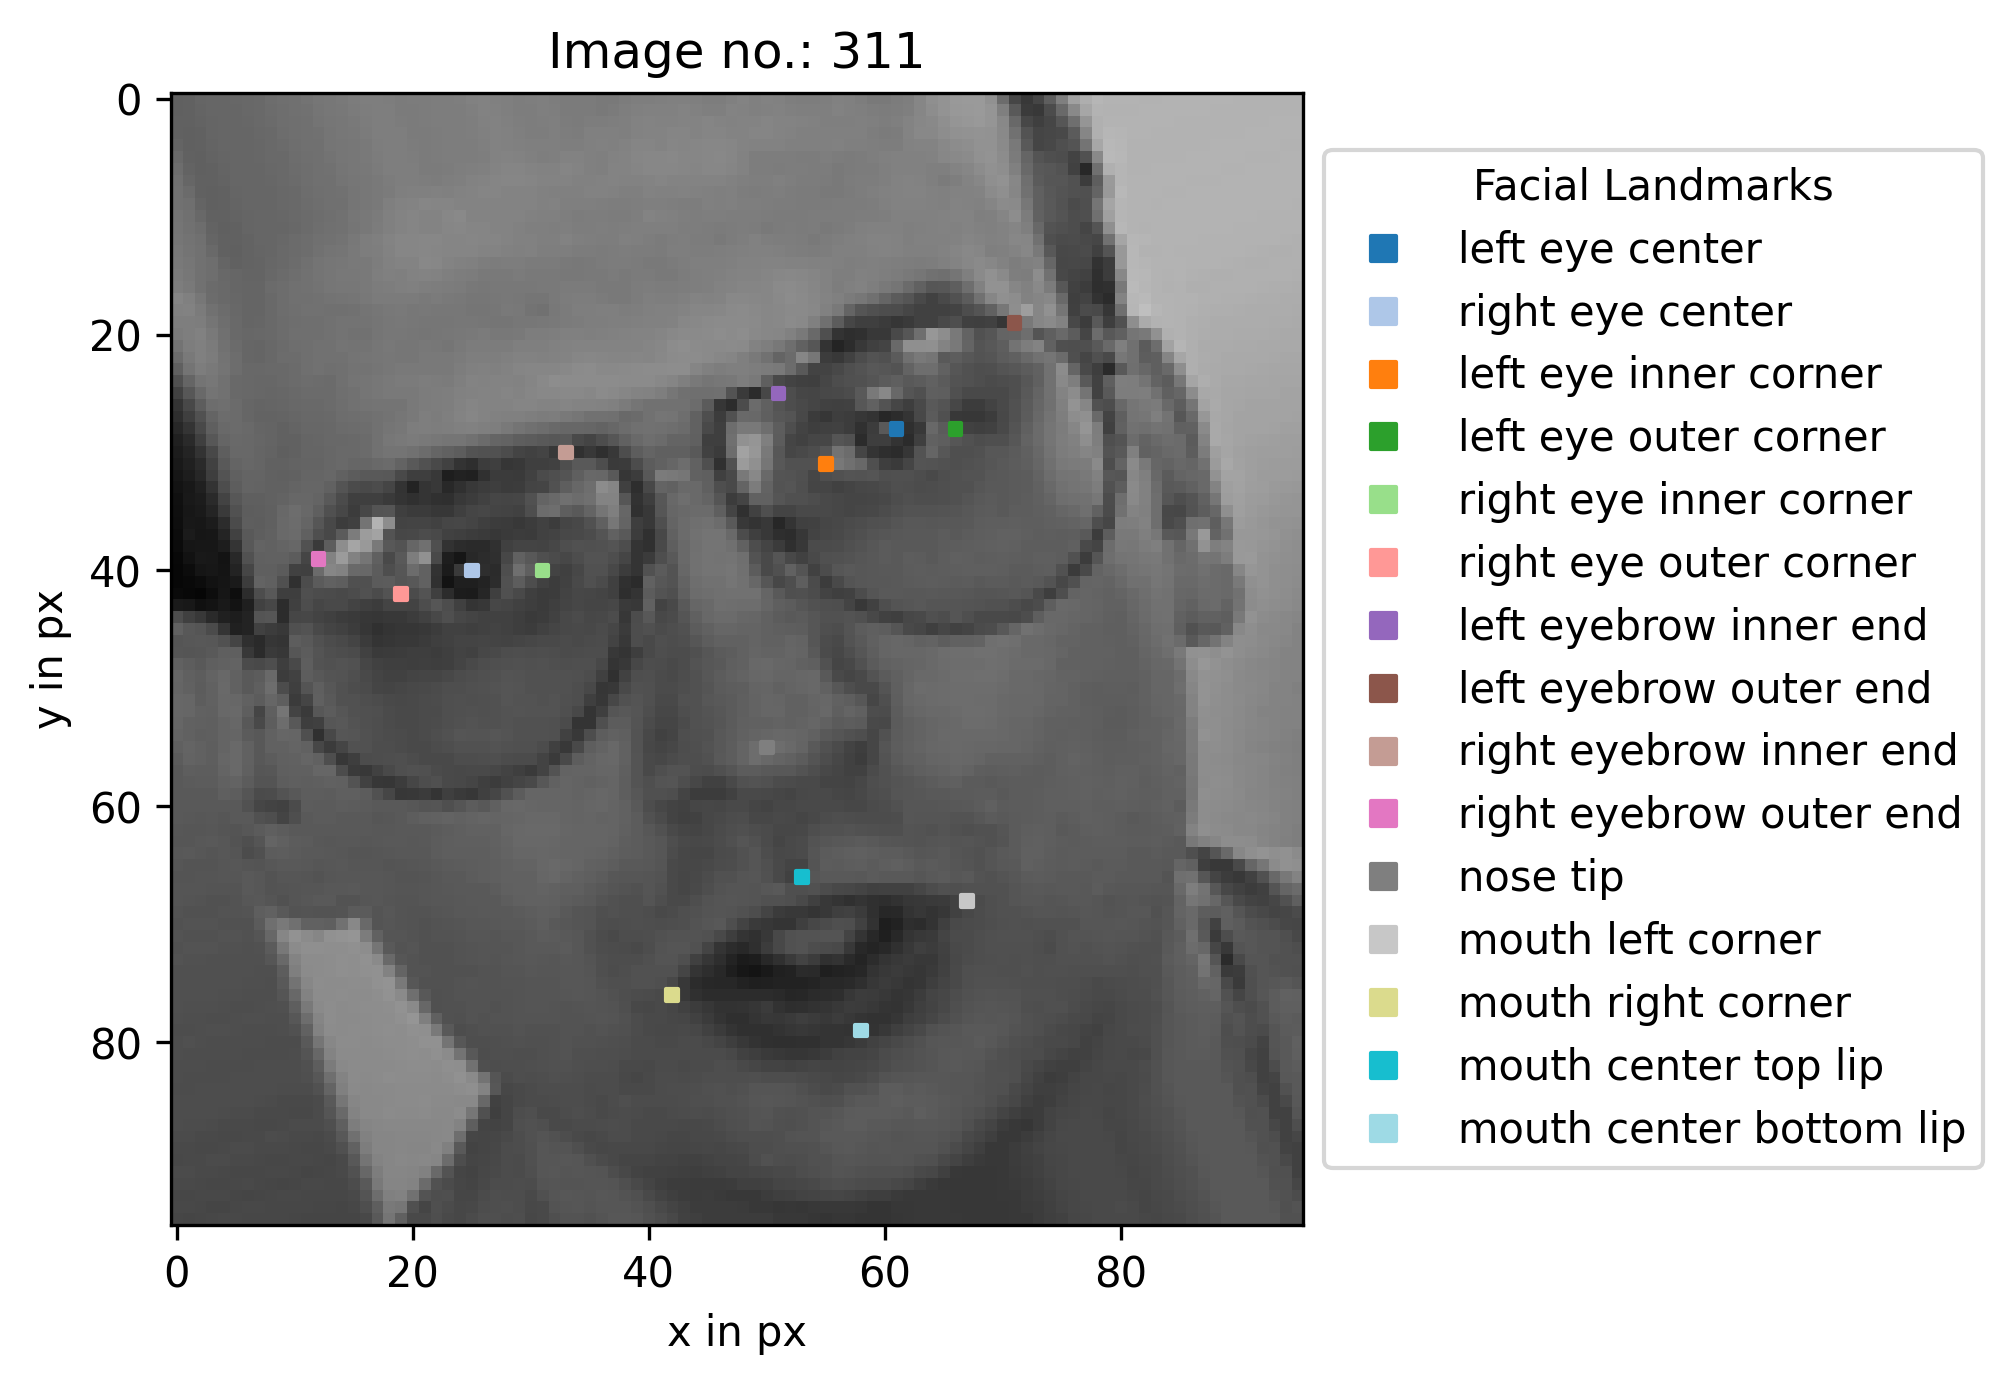 Image no.: 311
0
20
40
60
80
y in px
0 20 40 60 80
x in px
Facial Landmarks
left eye center
right eye center
left eye inner corner
left eye outer corner
right eye inner corner
right eye outer corner
left eyebrow inner end
left eyebrow outer end
right eyebrow inner end
right eyebrow outer end
nose tip
mouth left corner
mouth right corner
mouth center top lip
mouth center bottom lip